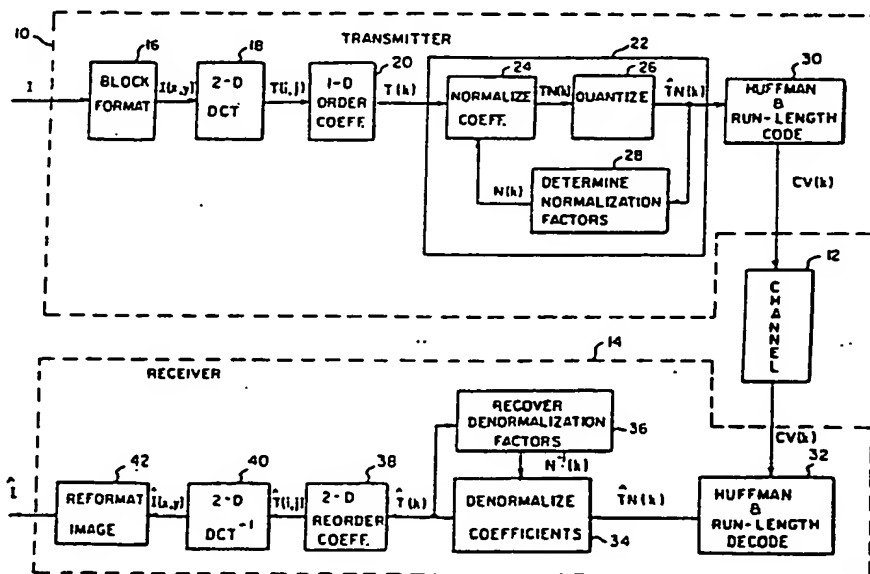 10
TRANSMITTER
I
16
BLOCK
FORMAT
I(x,y)
18
2-D
DCT
T(i,j)
20
1-D
ORDER
COEFF.
T(k)
22
24
NORMALIZE
COEFF.
TN(k)
26
QUANTIZE
T̂N(k)
28
DETERMINE
NORMALIZATION
FACTORS
N(k)
30
HUFFMAN
&
RUN-LENGTH
CODE
CV(k)
12
CHANNEL
14
RECEIVER
CV(k)
32
HUFFMAN
&
RUN-LENGTH
DECODE
T̂N(k)
RECOVER
DENORMALIZATION
FACTORS
36
N⁻¹(k)
DENORMALIZE
COEFFICIENTS
34
T̂(k)
38
2-D
REORDER
COEFF.
T̂(i,j)
40
2-D
DCT⁻¹
Î(x,y)
42
REFORMAT
IMAGE
Î